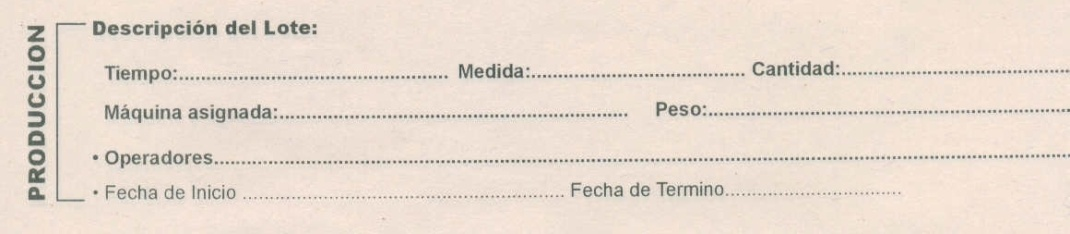 PRODUCCION
Descripción del Lote:
Tiempo:.................................................. Medida:........................................ Cantidad:..........................................
Máquina asignada:................................................................. Peso:....................................................................
• Operadores................................................................................................................................................................
• Fecha de Inicio ............................................................ Fecha de Termino.................................